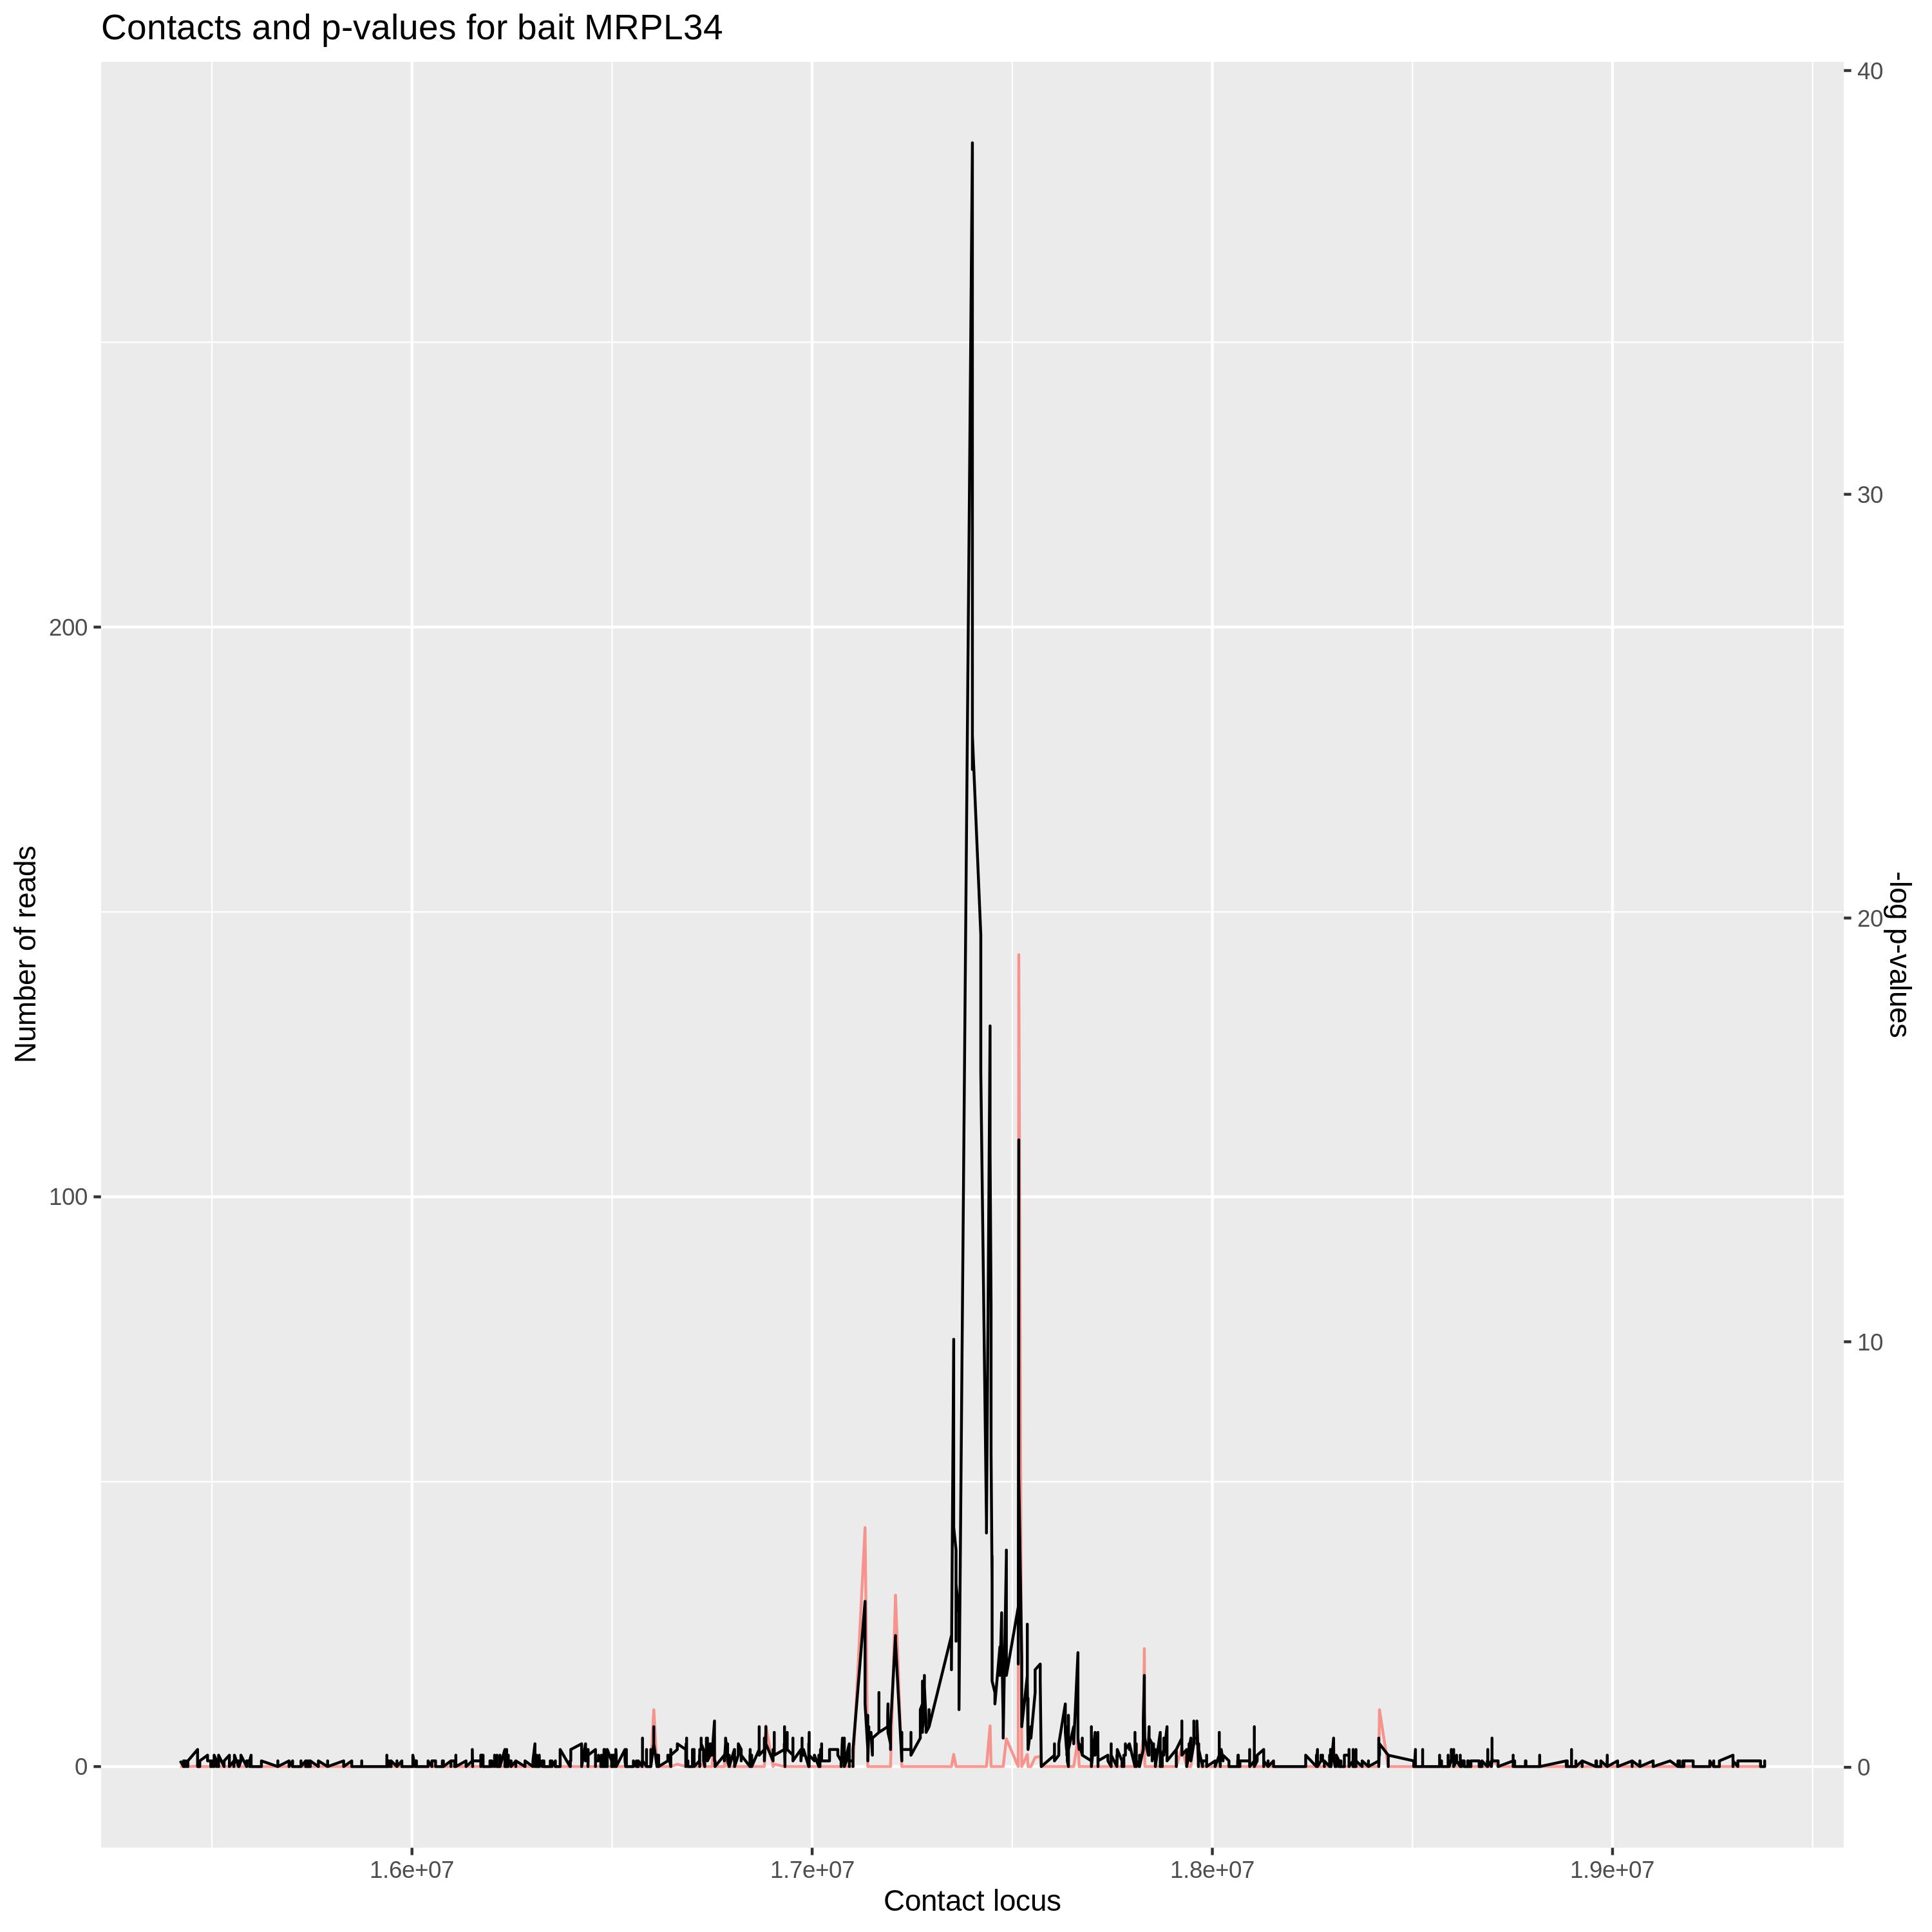 Contacts and p-values for bait MRPL34
40
30
200
20
-log p-values
Number of reads
100
10
0
0
1.6e+07
1.7e+07
1.8e+07
1.9e+07
Contact locus